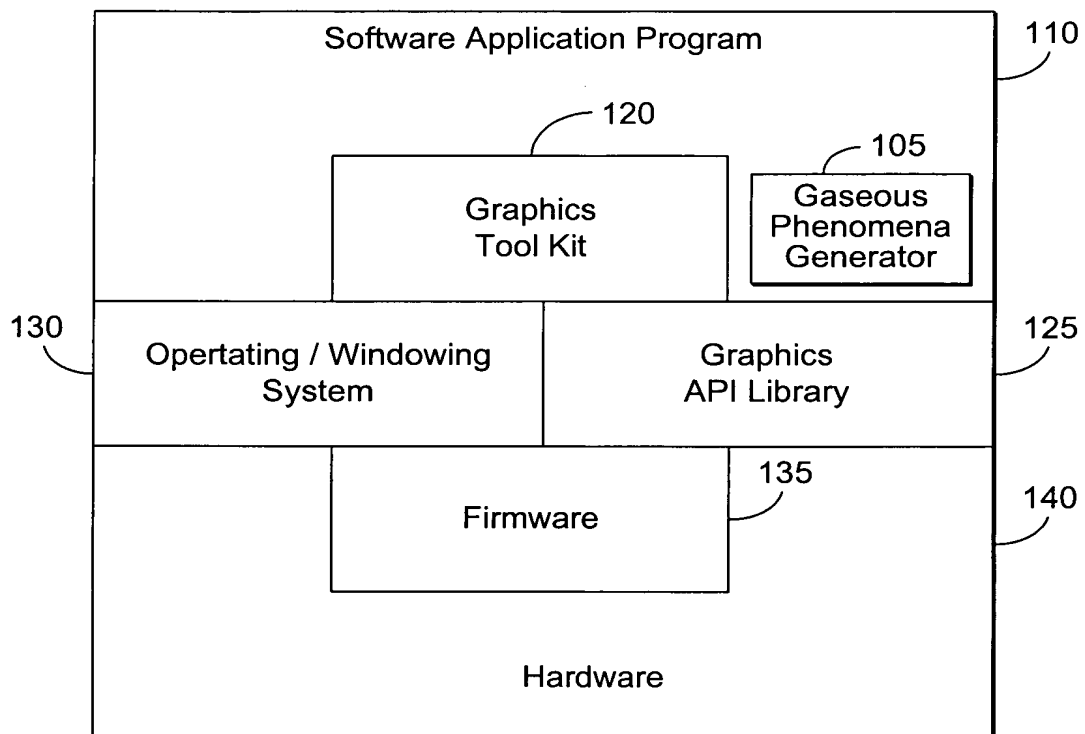 Software Application Program
110
120
105
Graphics
Tool Kit
Gaseous
Phenomena
Generator
130
Opertating / Windowing
System
Graphics
API Library
125
135
Firmware
140
Hardware